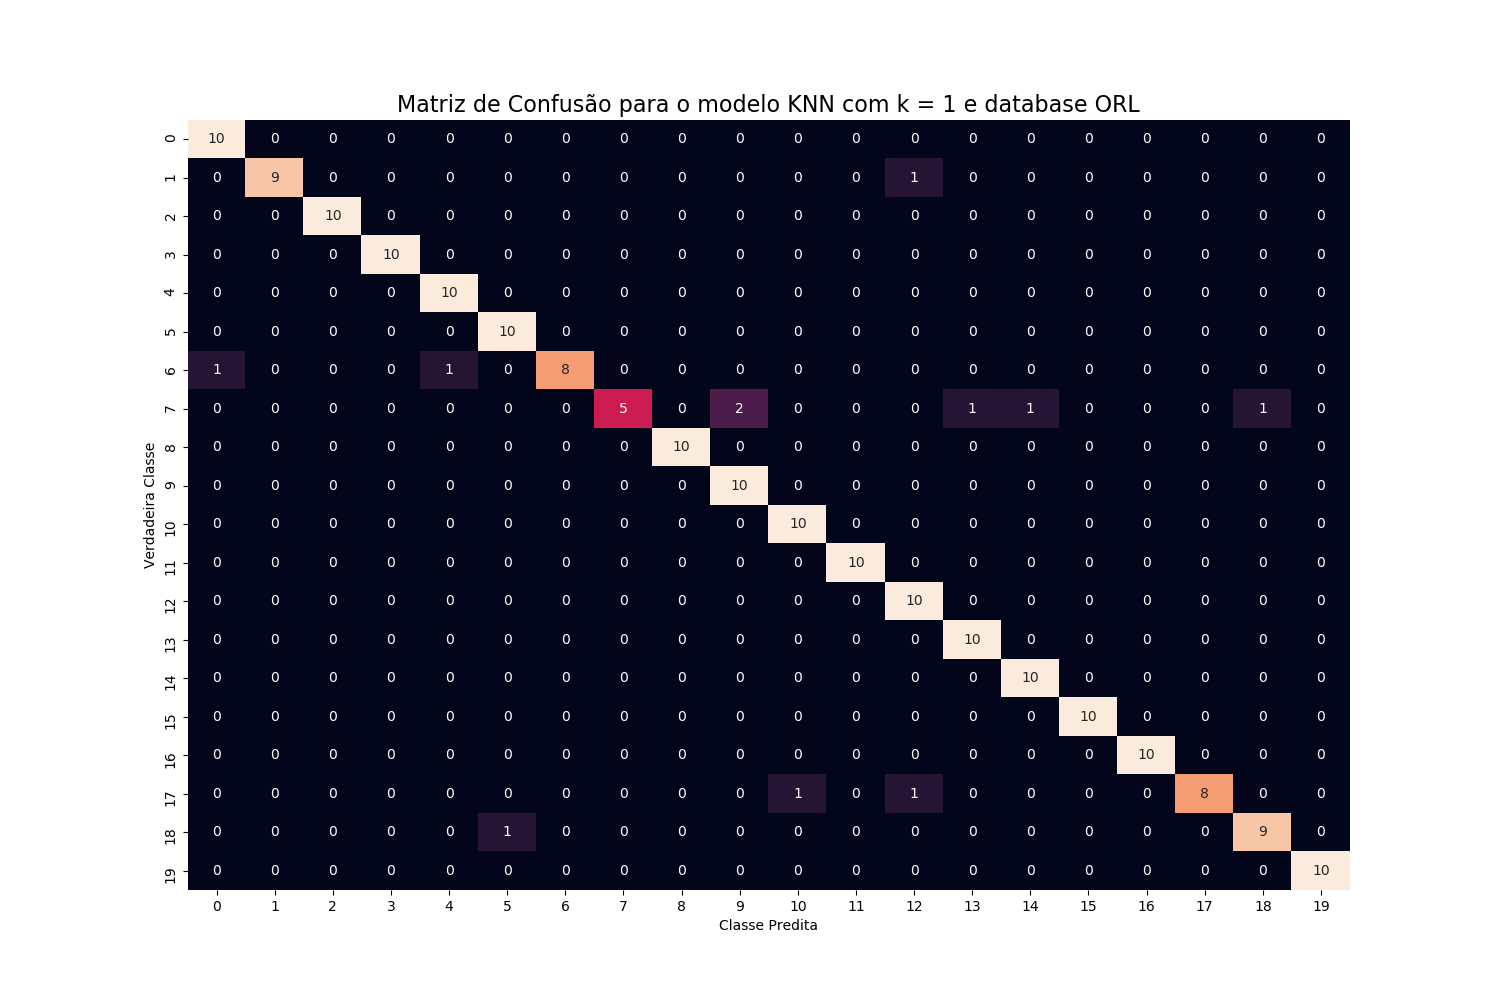 Matriz de Confusão para o modelo KNN com k = 1 e database ORL
0 10 0 0 0 0 0 0 0 0 0 0 0 0 0 0 0 0 0 0 0
1 0 9 0 0 0 0 0 0 0 0 0 0 1 0 0 0 0 0 0 0
2 0 0 10 0 0 0 0 0 0 0 0 0 0 0 0 0 0 0 0 0
3 0 0 0 10 0 0 0 0 0 0 0 0 0 0 0 0 0 0 0 0
4 0 0 0 0 10 0 0 0 0 0 0 0 0 0 0 0 0 0 0 0
5 0 0 0 0 0 10 0 0 0 0 0 0 0 0 0 0 0 0 0 0
6 1 0 0 0 1 0 8 0 0 0 0 0 0 0 0 0 0 0 0 0
7 0 0 0 0 0 0 0 5 0 2 0 0 0 1 1 0 0 0 1 0
8 0 0 0 0 0 0 0 0 10 0 0 0 0 0 0 0 0 0 0 0
9 0 0 0 0 0 0 0 0 0 10 0 0 0 0 0 0 0 0 0 0
10 0 0 0 0 0 0 0 0 0 0 10 0 0 0 0 0 0 0 0 0
11 0 0 0 0 0 0 0 0 0 0 0 10 0 0 0 0 0 0 0 0
12 0 0 0 0 0 0 0 0 0 0 0 0 10 0 0 0 0 0 0 0
13 0 0 0 0 0 0 0 0 0 0 0 0 0 10 0 0 0 0 0 0
14 0 0 0 0 0 0 0 0 0 0 0 0 0 0 10 0 0 0 0 0
15 0 0 0 0 0 0 0 0 0 0 0 0 0 0 0 10 0 0 0 0
16 0 0 0 0 0 0 0 0 0 0 0 0 0 0 0 0 10 0 0 0
17 0 0 0 0 0 0 0 0 0 0 1 0 1 0 0 0 0 8 0 0
18 0 0 0 0 0 1 0 0 0 0 0 0 0 0 0 0 0 0 9 0
19 0 0 0 0 0 0 0 0 0 0 0 0 0 0 0 0 0 0 0 10
0 1 2 3 4 5 6 7 8 9 10 11 12 13 14 15 16 17 18 19
Verdadeira Classe
Classe Predita